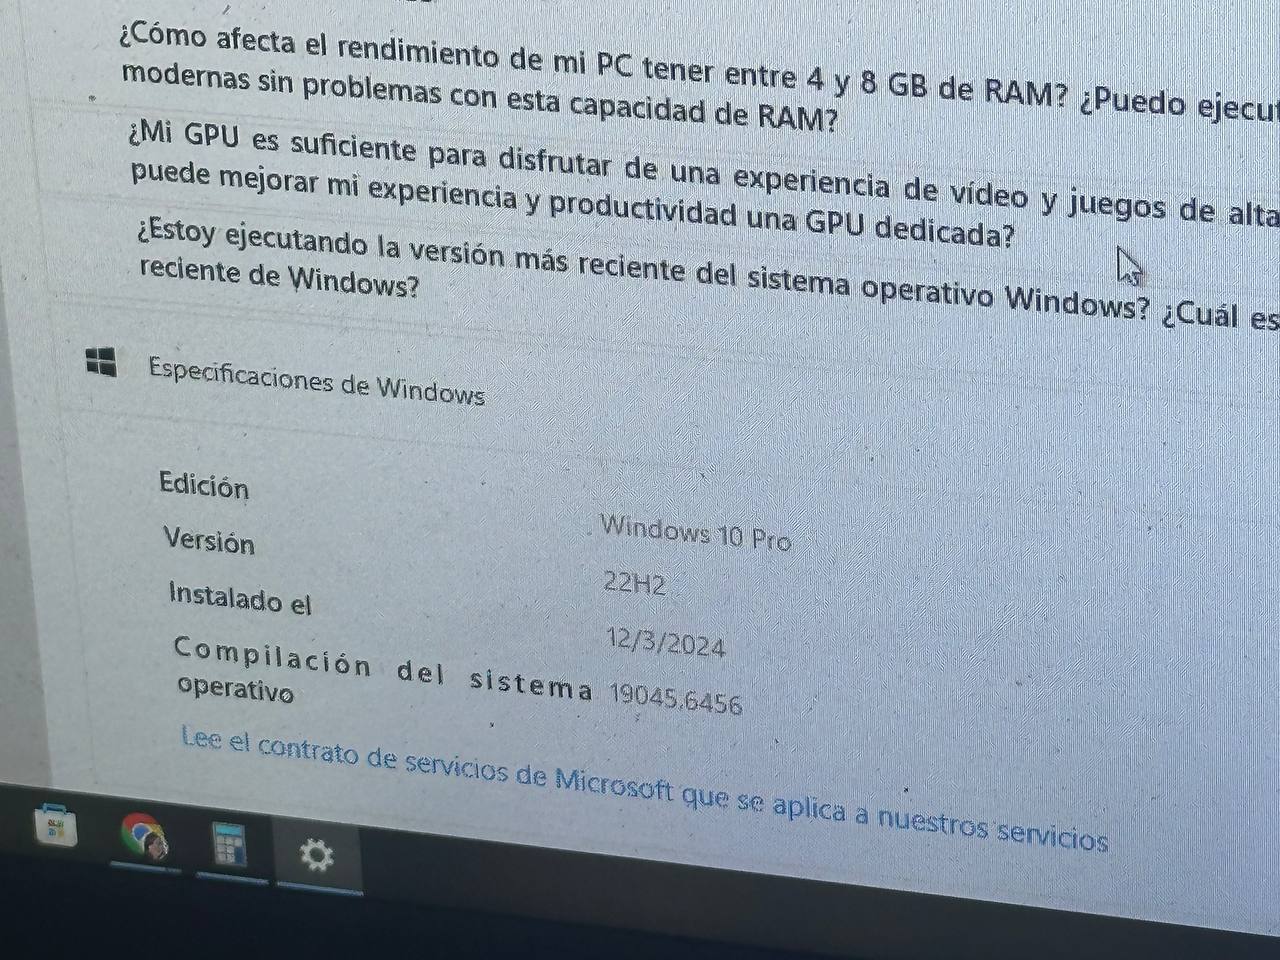 ¿Cómo afecta el rendimiento de mi PC tener entre 4 y 8 GB de RAM? ¿Puedo ejecut
modernas sin problemas con esta capacidad de RAM?
¿Mi GPU es suficiente para disfrutar de una experiencia de vídeo y juegos de alta
puede mejorar mi experiencia y productividad una GPU dedicada?
¿Estoy ejecutando la versión más reciente del sistema operativo Windows? ¿Cuál es
reciente de Windows?
Especificaciones de Windows
Edición
Windows 10 Pro
Versión
22H2
Instalado el
12/3/2024
Compilación del sistema
operativo
19045.6456
Lee el contrato de servicios de Microsoft que se aplica a nuestros servicios